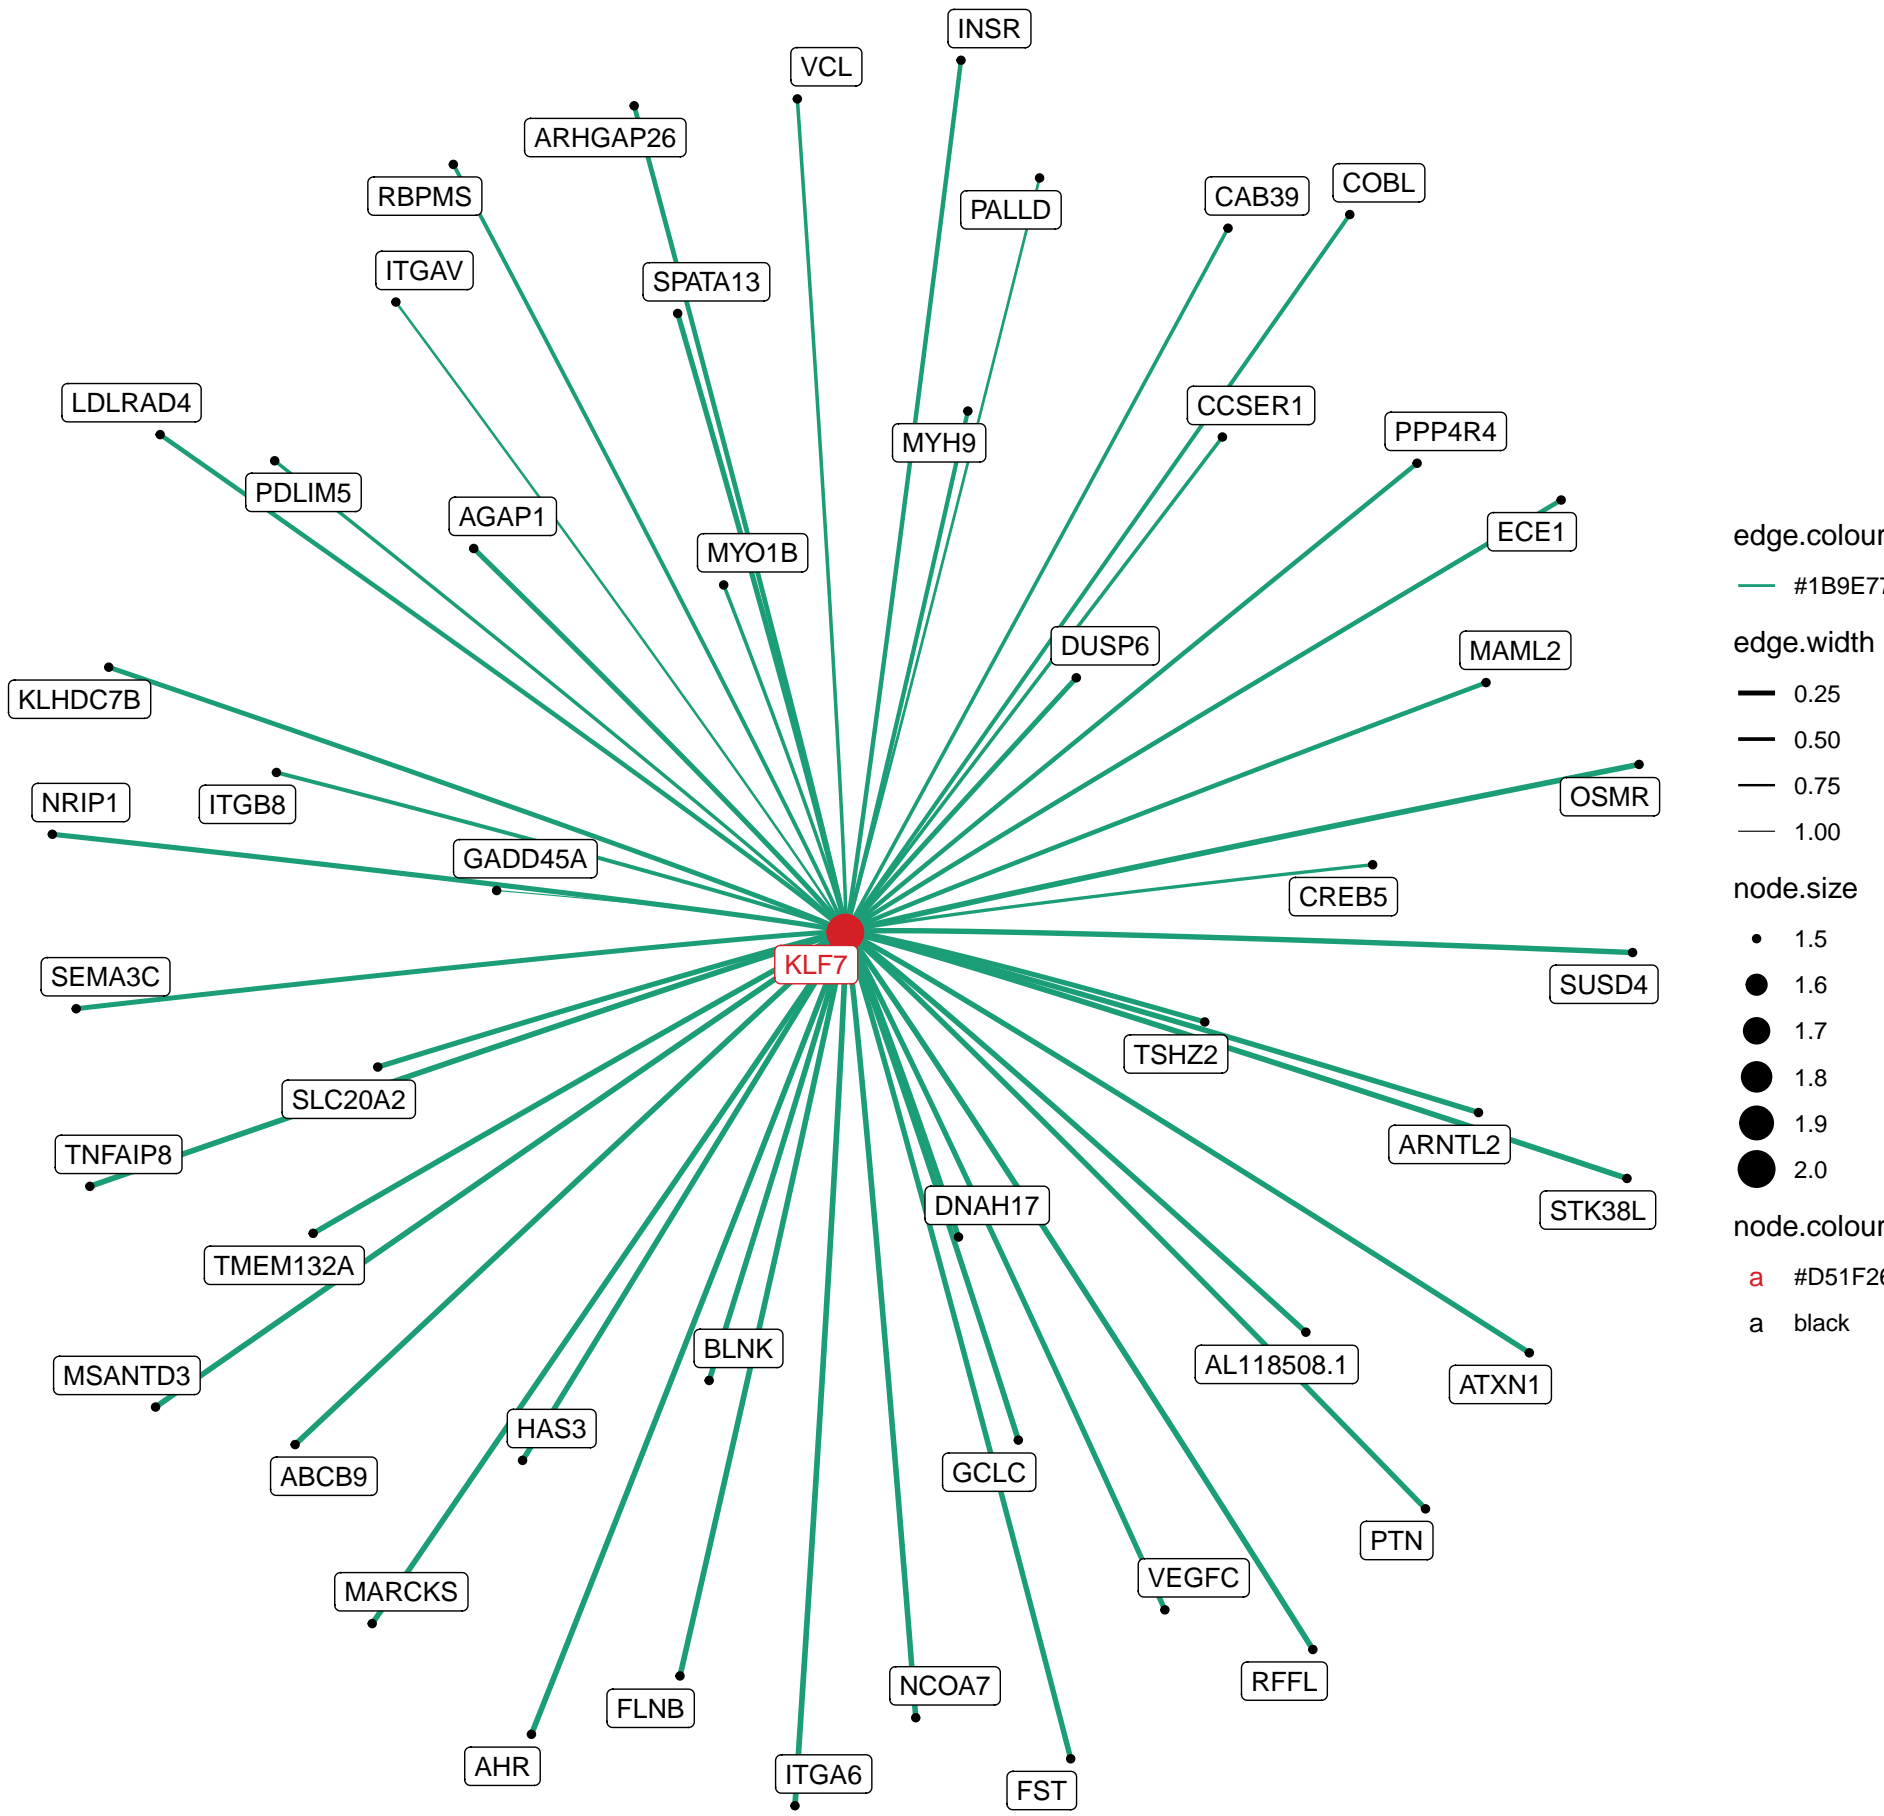 INSR
VCL
ARHGAP26
RBPMS
PALLD
CAB39
COBL
ITGAV
SPATA13
LDLRAD4
CCSER1
PPP4R4
MYH9
PDLIM5
AGAP1
ECE1
MYO1B
DUSP6
MAML2
KLHDC7B
NRIP1
ITGB8
OSMR
GADD45A
CREB5
KLF7
SEMA3C
SUSD4
TSHZ2
SLC20A2
ARNTL2
TNFAIP8
DNAH17
STK38L
TMEM132A
BLNK
AL118508.1
MSANTD3
ATXN1
HAS3
GCLC
ABCB9
PTN
VEGFC
MARCKS
RFFL
NCOA7
FLNB
AHR
ITGA6
FST
edge.colour
#1B9E77
edge.width
0.25
0.50
0.75
1.00
node.size
1.5
1.6
1.7
1.8
1.9
2.0
node.colour
a #D51F26
a black